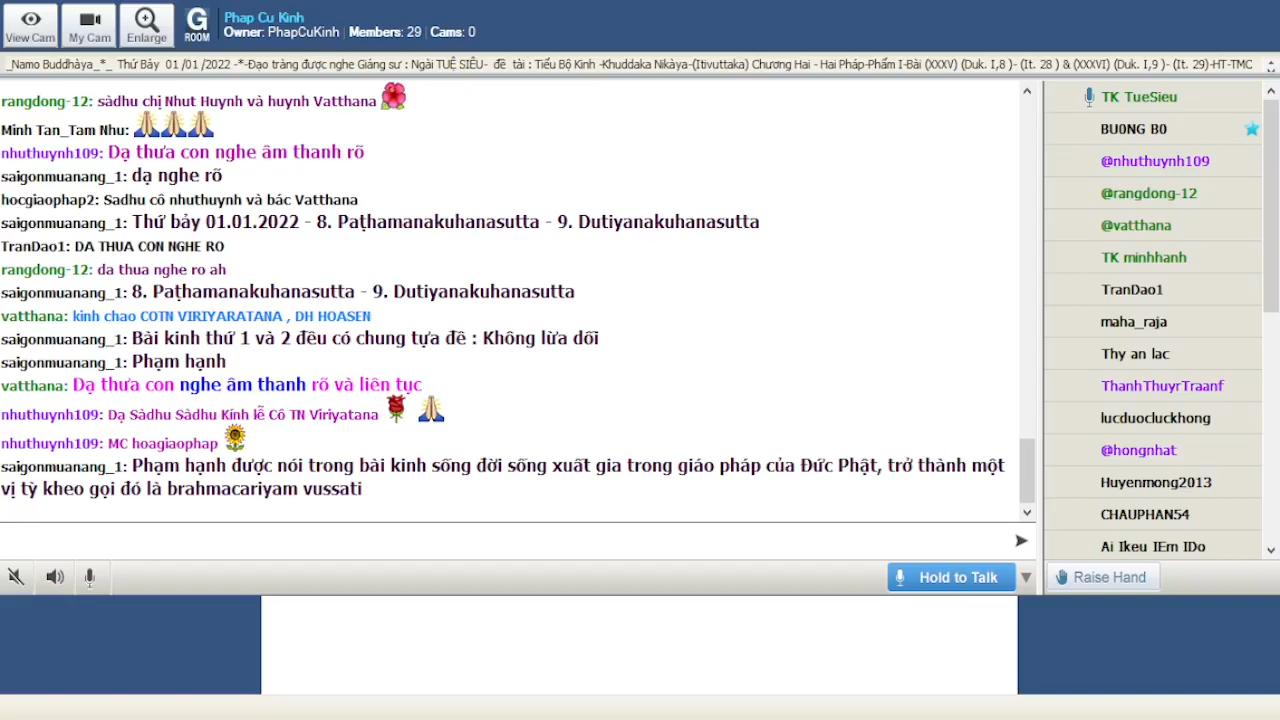 View Cam
My Cam
Enlarge
G
ROOM
Phap Cu Kinh
Owner: PhapCuKinh | Members: 29 | Cams: 0
_Namo Buddhàya_*_ Thứ Bảy 01 /01 /2022 -*-Đạo tràng được nghe Giảng sư : Ngài TUỆ SIÊU- đề tài : Tiểu Bộ Kinh -Khuddaka Nikàya-(Itivuttaka) Chương Hai - Hai Pháp-Phẩm I-Bài (XXXV) (Duk. I,8 )- (It. 28 ) & (XXXVI) (Duk. I,9 )- (It. 29)-HT-TMC
rangdong-12: sàdhu chị Nhut Huynh và huynh Vatthana
Minh Tan_Tam Nhu:
nhuthuynh109: Dạ thưa con nghe âm thanh rõ
saigonmuanang_1: dạ nghe rõ
hocgiaophap2: Sadhu cô nhuthuynh và bác Vatthana
saigonmuanang_1: Thứ bảy 01.01.2022 - 8. Paṭhamanakuhanasutta - 9. Dutiyanakuhanasutta
TranDao1: DA THUA CON NGHE RO
rangdong-12: da thua nghe ro ah
saigonmuanang_1: 8. Paṭhamanakuhanasutta - 9. Dutiyanakuhanasutta
vatthana: kinh chao COTN VIRIYARATANA , DH HOASEN
saigonmuanang_1: Bài kinh thứ 1 và 2 đều có chung tựa đề : Không lừa dối
saigonmuanang_1: Phạm hạnh
vatthana: Dạ thưa con nghe âm thanh rõ và liên tục
nhuthuynh109: Dạ Sàdhu Sàdhu Kính lễ Cô TN Viriyatana
nhuthuynh109: MC hoagiaophap
saigonmuanang_1: Phạm hạnh được nói trong bài kinh sống đời sống xuất gia trong giáo pháp của Đức Phật, trở thành một
vị tỳ kheo gọi đó là brahmacariyam vussati
TK TueSieu
BU0NG B0
@nhuthuynh109
@rangdong-12
@vatthana
TK minhhanh
TranDao1
maha_raja
Thy an lac
ThanhThuyrTraanf
lucduocluckhong
@hongnhat
Huyenmong2013
CHAUPHAN54
Ai Ikeu IEm IDo
Hold to Talk
Raise Hand